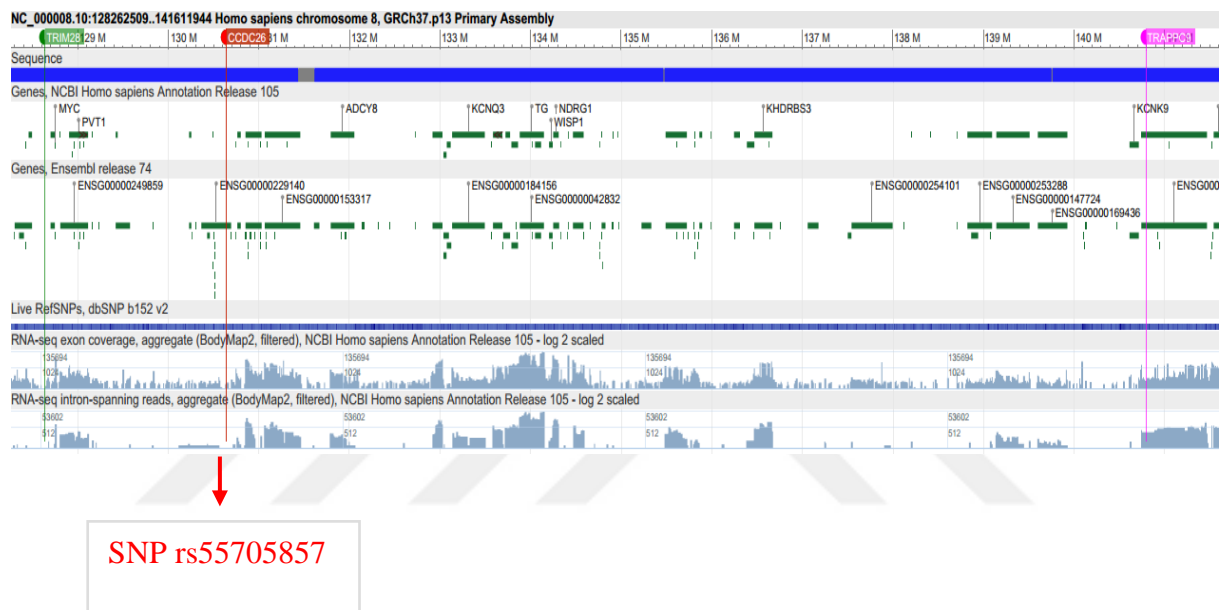 NC_000008.10:128262509..141611944 Homo sapiens chromosome 8, GRCh37.p13 Primary Assembly
TRIM28 29 M 130 M CCDC26 31 M 132 M 133 M 134 M 135 M 136 M 137 M 138 M 139 M 140 M TRAPPC9
Sequence
Genes, NCBI Homo sapiens Annotation Release 105
MYC ADCY8 KCNQ3 TG NDRG1 KHDRBS3 KCNK9
PVT1 WISP1
Genes, Ensembl release 74
ENSG00000249859 ENSG00000229140 ENSG00000184156 ENSG00000254101 ENSG00000253288 ENSG000
ENSG00000153317 ENSG00000042832 ENSG00000147724
ENSG00000169436
Live RefSNPs, dbSNP b152 v2
RNA-seq exon coverage, aggregate (BodyMap2, filtered), NCBI Homo sapiens Annotation Release 105 - log 2 scaled
135694 135694 135694 135694
1024 1024 1024 1024
RNA-seq intron-spanning reads, aggregate (BodyMap2, filtered), NCBI Homo sapiens Annotation Release 105 - log 2 scaled
53602 53602 53602 53602
512 512 512 512
SNP rs55705857